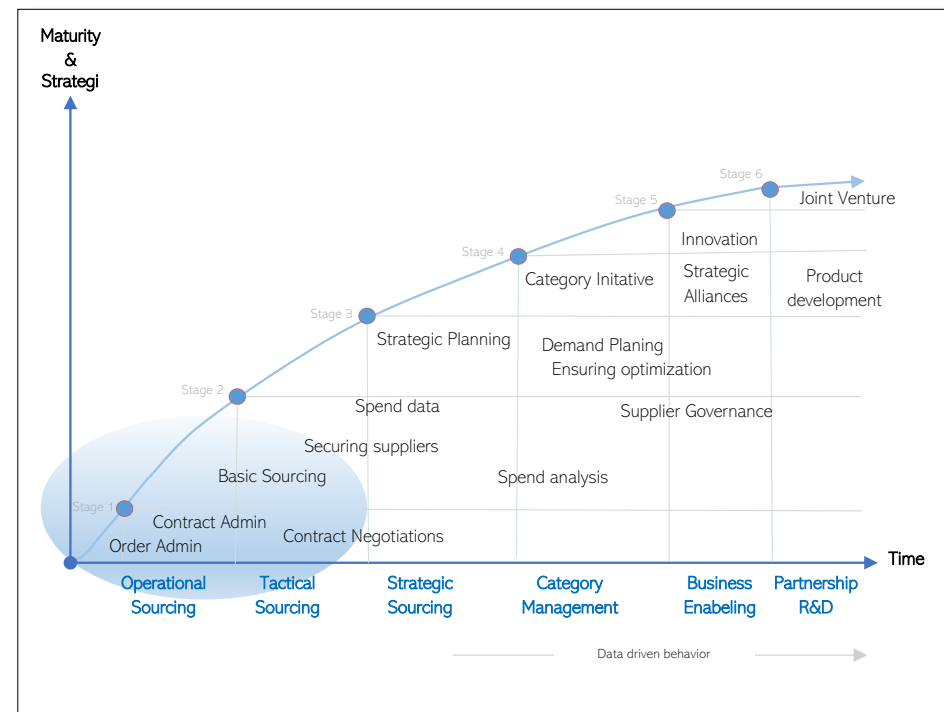 Maturity
&
Strategi
Stage 6
Joint Venture
Stage 5
Innovation
Stage 4
Category Initative
Strategic
Alliances
Product
development
Stage 3
Strategic Planning
Demand Planing
Ensuring optimization
Stage 2
Spend data
Supplier Governance
Securing suppliers
Basic Sourcing
Spend analysis
Stage 1
Contract Admin
Order Admin
Contract Negotiations
Time
Operational
Sourcing
Tactical
Sourcing
Strategic
Sourcing
Category
Management
Business
Enabeling
Partnership
R&D
Data driven behavior